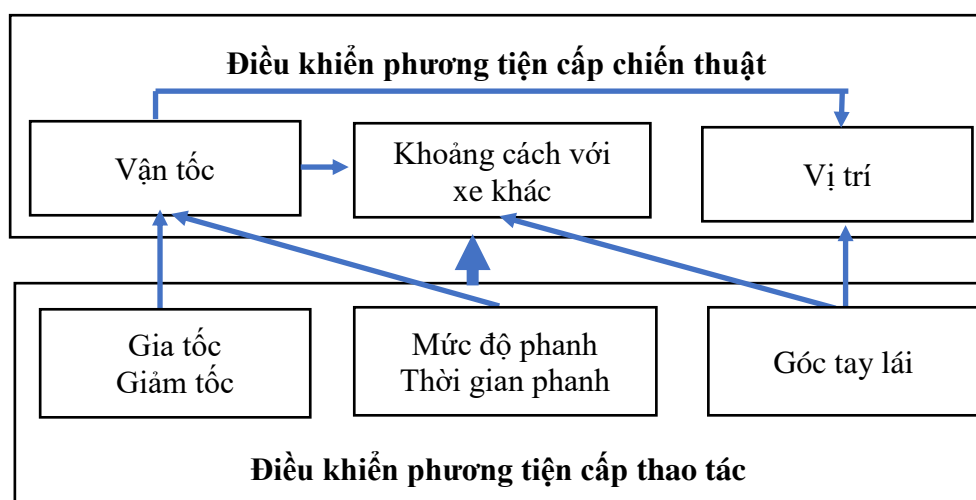 Điều khiển phương tiện cấp chiến thuật
Vận tốc
Khoảng cách với
xe khác
Vị trí
Gia tốc
Giảm tốc
Mức độ phanh
Thời gian phanh
Góc tay lái
Điều khiển phương tiện cấp thao tác